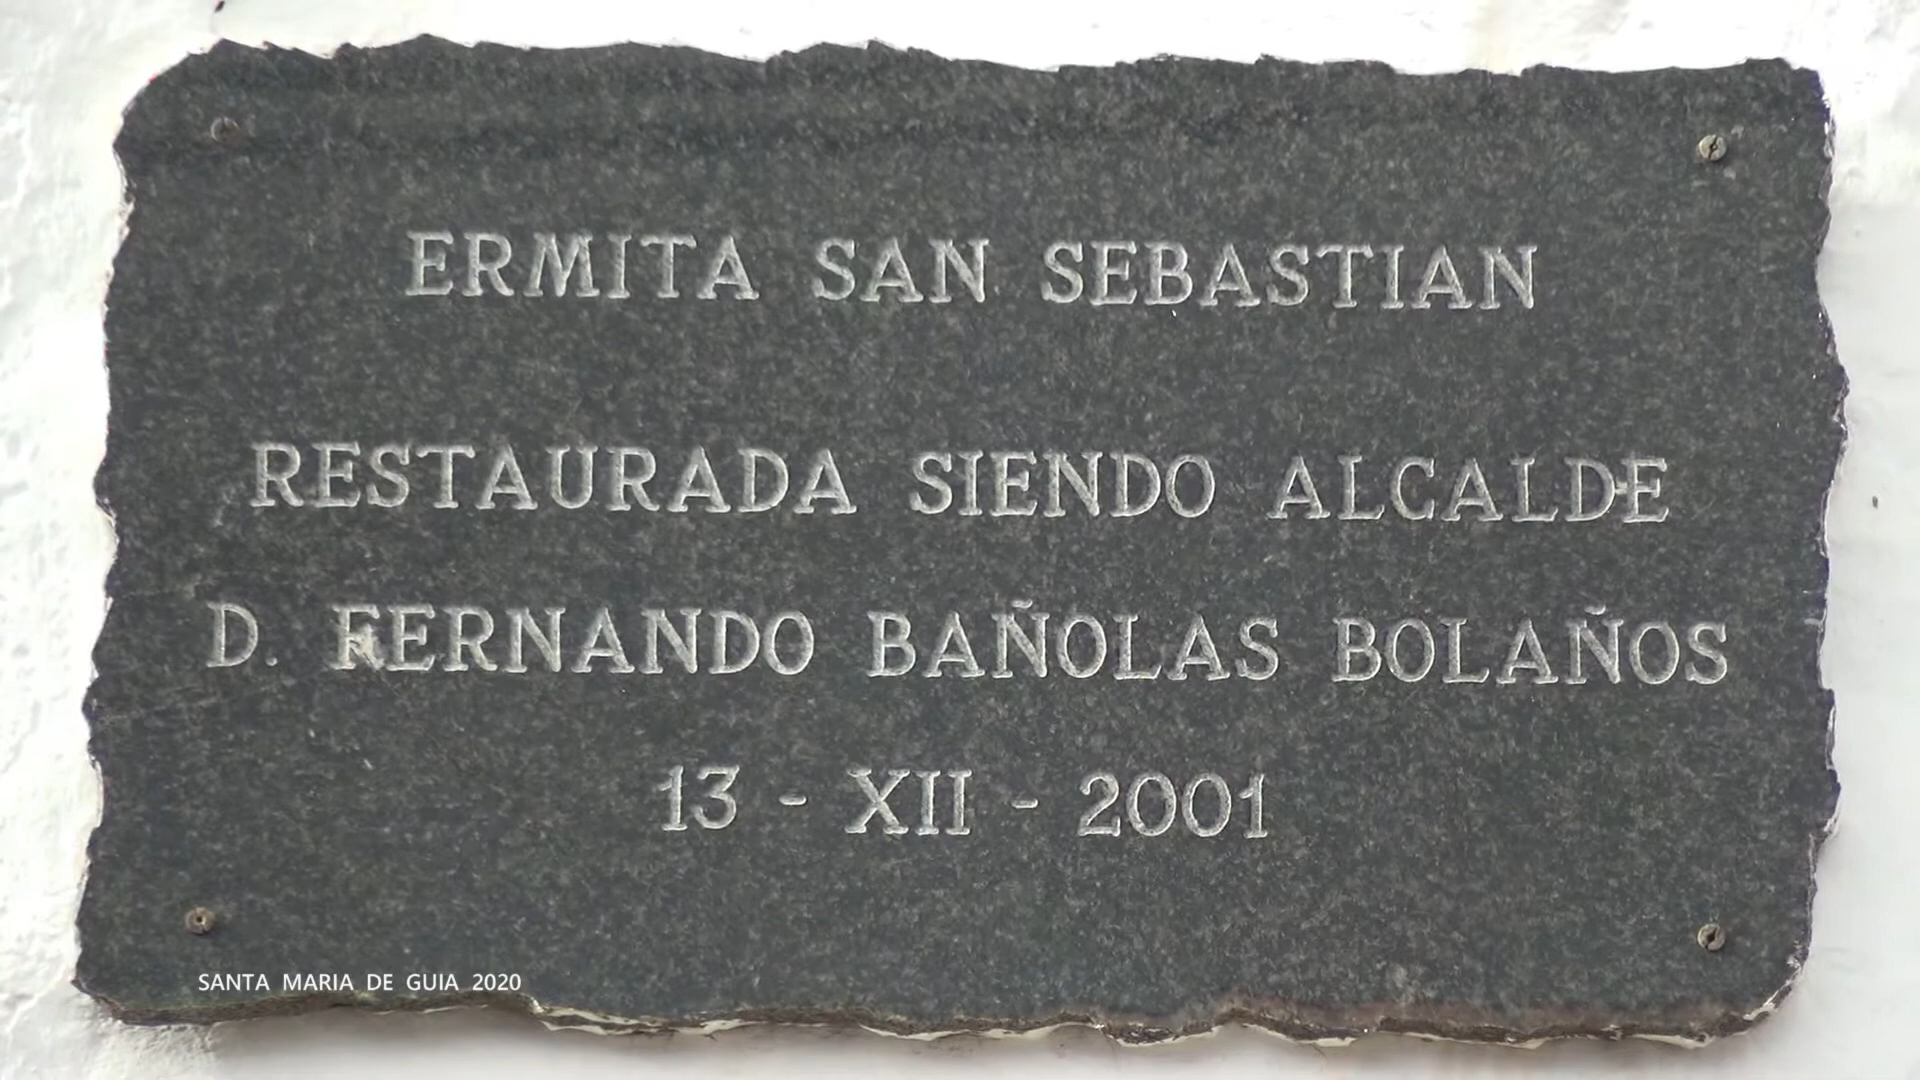 ERMITA SAN SEBASTIAN
RESTAURADA SIENDO ALCALDE
D. FERNANDO BAÑOLAS BOLAÑOS
13 - XII - 2001
SANTA MARIA DE GUIA 2020